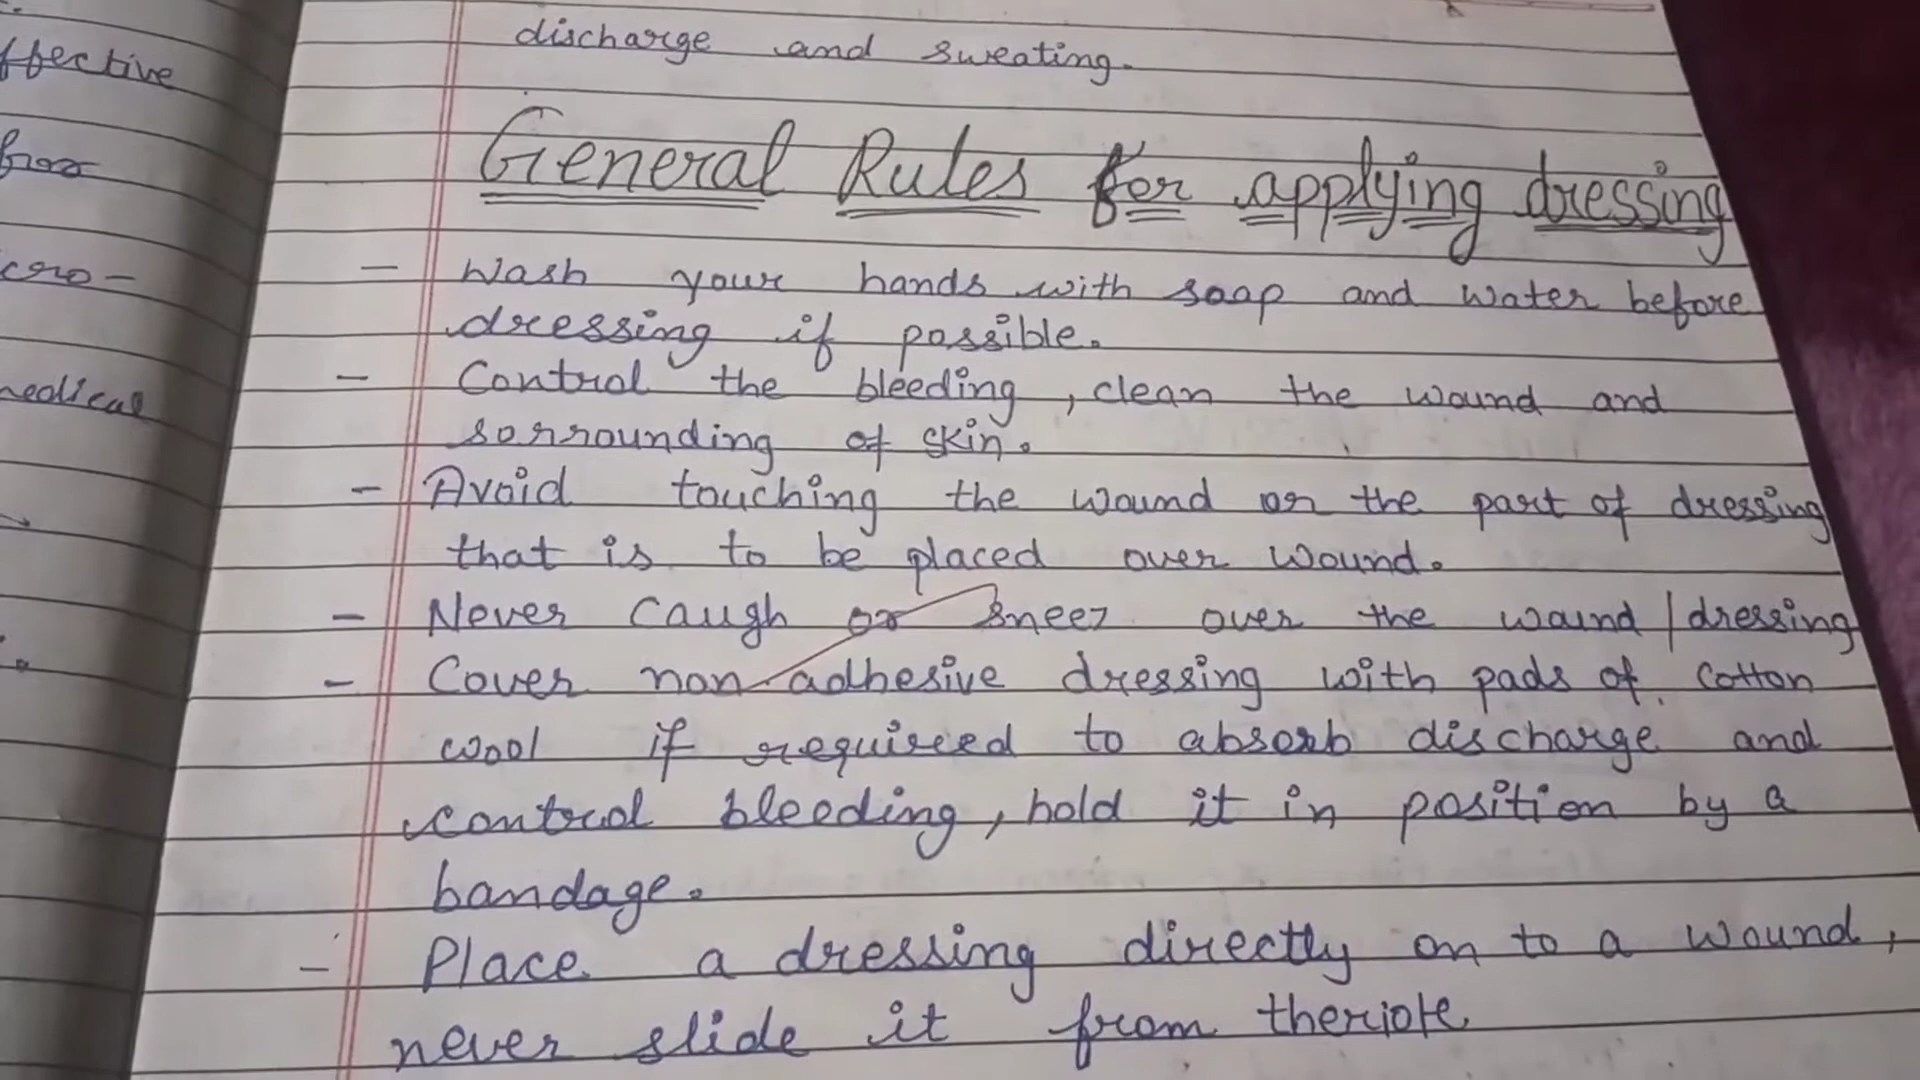 ffective
cro-
medical
discharge and sweating.
General Rules for applying dressing
- Wash your hands with soap and water before
dressing if possible.
- Control the bleeding, clean the wound and
sorrounding of skin.
- Avoid touching the wound or the part of dressing
that is to be placed over wound.
- Never caugh or sneez over the wound / dressing
- Cover non-adhesive dressing with pads of cotton
wool if required to absorb discharge and
control bleeding, hold it in position by a
bandage.
- Place a dressing directly on to a wound,
never slide it from